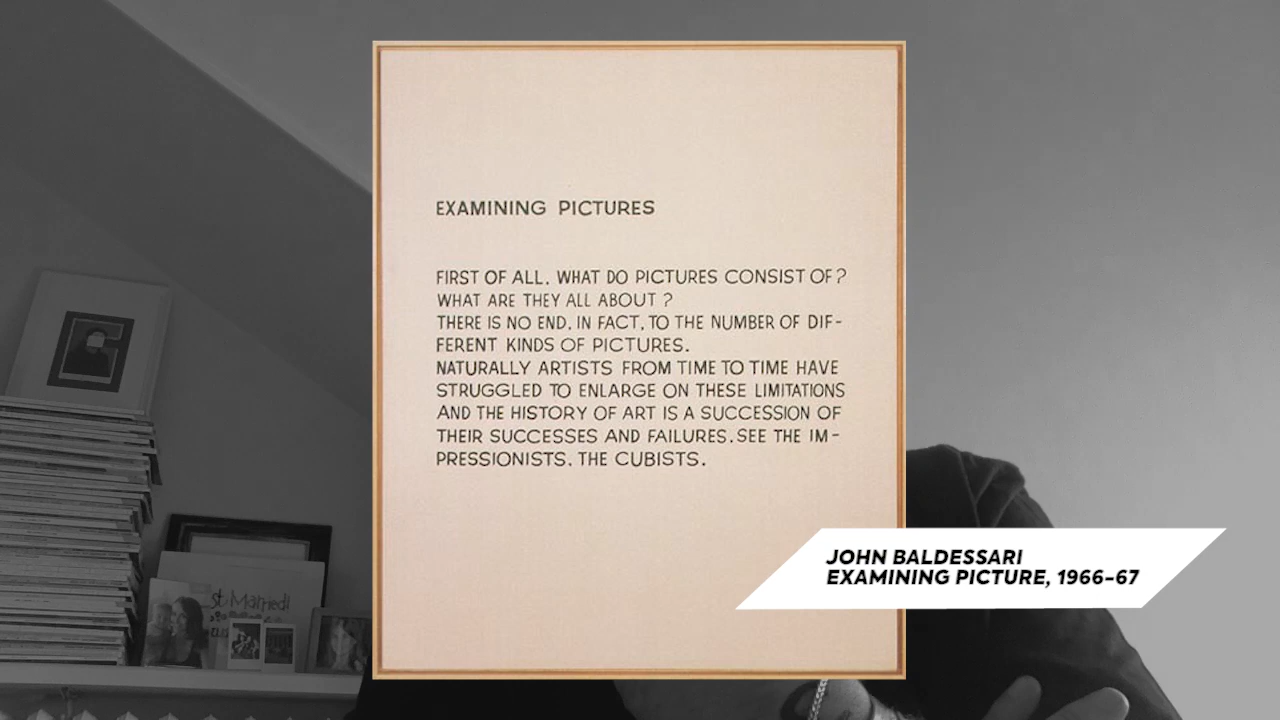 EXAMINING PICTURES
FIRST OF ALL. WHAT DO PICTURES CONSIST OF?
WHAT ARE THEY ALL ABOUT ?
THERE IS NO END. IN FACT, TO THE NUMBER OF DIF-
FERENT KINDS OF PICTURES.
NATURALLY ARTISTS FROM TIME TO TIME HAVE
STRUGGLED TO ENLARGE ON THESE LIMITATIONS
AND THE HISTORY OF ART IS A SUCCESSION OF
THEIR SUCCESSES AND FAILURES. SEE THE IM-
PRESSIONISTS. THE CUBISTS.
JOHN BALDESSARI
EXAMINING PICTURE, 1966-67
st Married!